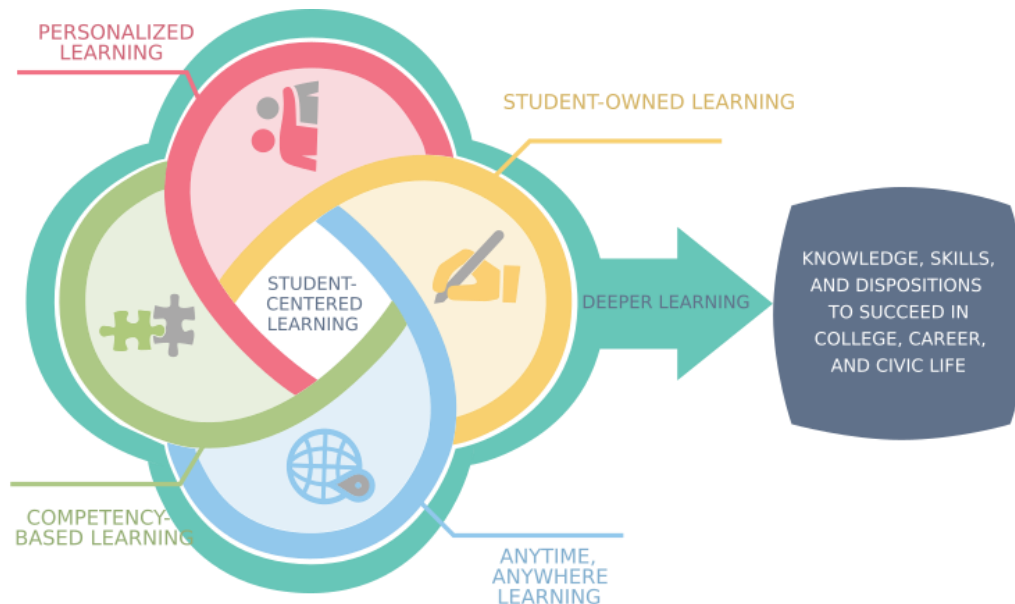 PERSONALIZED
LEARNING
STUDENT-OWNED LEARNING
STUDENT-
CENTERED
LEARNING
DEEPER LEARNING
KNOWLEDGE, SKILLS,
AND DISPOSITIONS
TO SUCCEED IN
COLLEGE, CAREER,
AND CIVIC LIFE
COMPETENCY-
BASED LEARNING
ANYTIME,
ANYWHERE
LEARNING